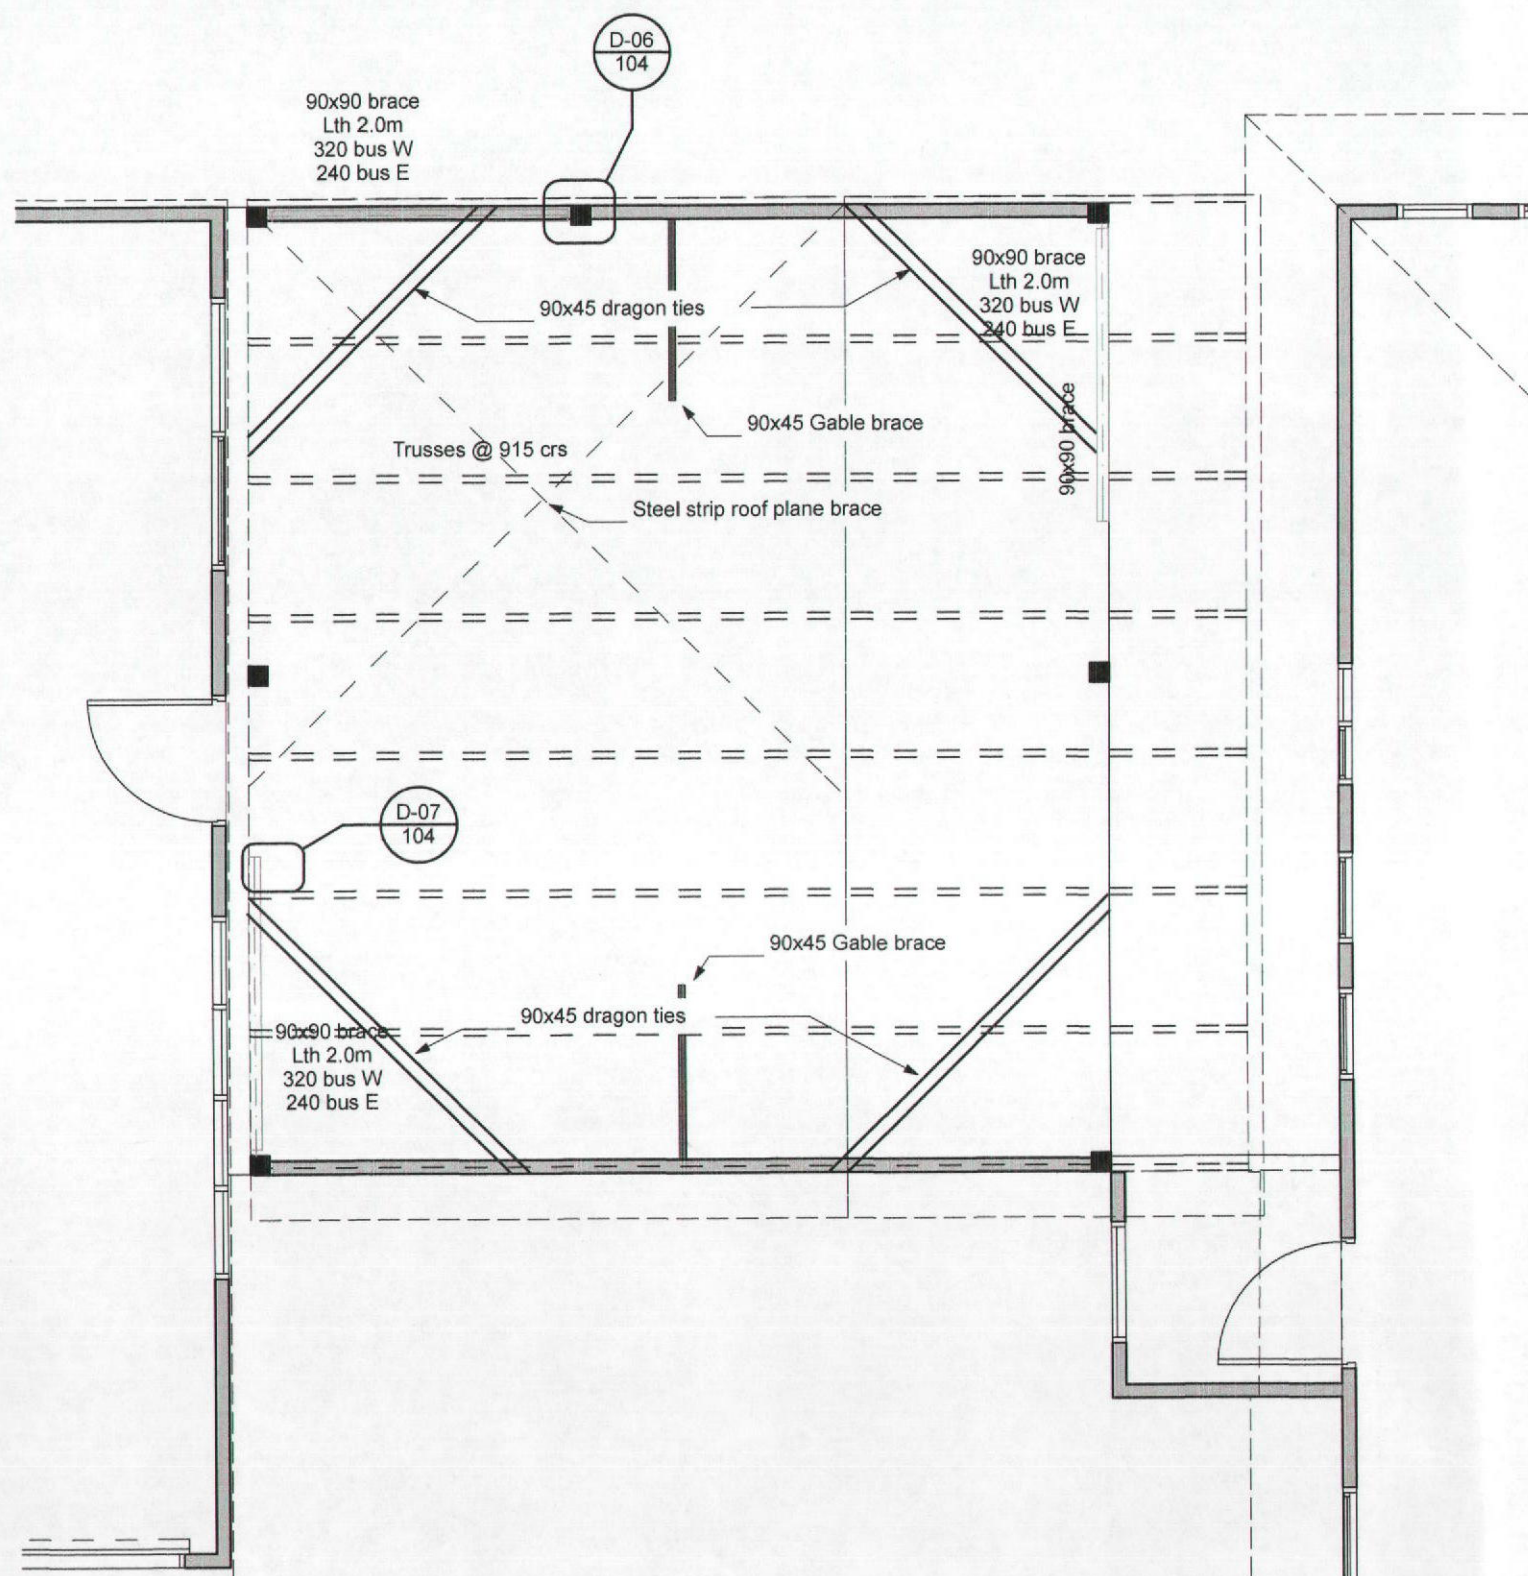 D-06
104
90x90 brace
Lth 2.0m
320 bus W
240 bus E
90x90 brace
Lth 2.0m
320 bus W
240 bus E
90x45 dragon ties
90x90 brace
90x45 Gable brace
Trusses @ 915 crs
Steel strip roof plane brace
D-07
104
90x45 Gable brace
90x45 dragon ties
90x90 brace
Lth 2.0m
320 bus W
240 bus E